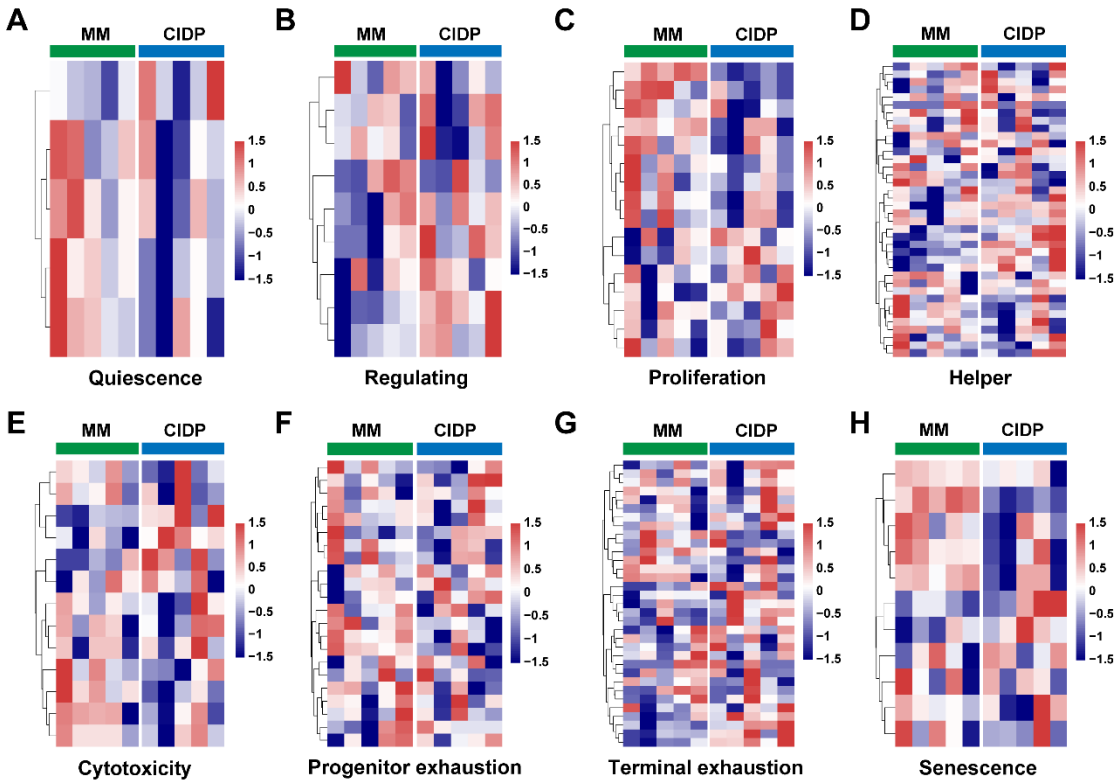 A
MM CIDP
1.5
1
0.5
0
−0.5
−1
−1.5
Quiescence
B
MM CIDP
1.5
1
0.5
0
−0.5
−1
−1.5
Regulating
C
MM CIDP
1.5
1
0.5
0
−0.5
−1
−1.5
Proliferation
D
MM CIDP
1.5
1
0.5
0
−0.5
−1
−1.5
Helper
E
MM CIDP
1.5
1
0.5
0
−0.5
−1
−1.5
Cytotoxicity
F
MM CIDP
1.5
1
0.5
0
−0.5
−1
−1.5
Progenitor exhaustion
G
MM CIDP
1.5
1
0.5
0
−0.5
−1
−1.5
Terminal exhaustion
H
MM CIDP
1.5
1
0.5
0
−0.5
−1
−1.5
Senescence